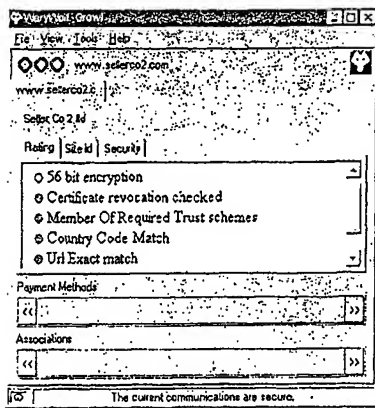 WaryWolf - Growl
File View Tools Help
www.sellerco2.com
www.sellerco2.c
Seller Co 2 ltd
Rating Site Id Security
56 bit encryption
Certificate revocation checked
Member Of Required Trust schemes
Country Code Match
Url Exact match
Payment Methods
<< >>
Associations
<< >>
The current communications are secure.